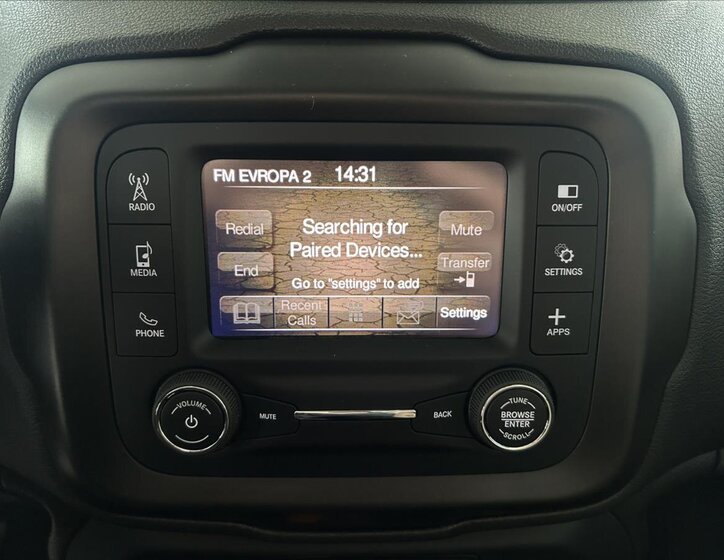 FM EVROPA 2 14:31
RADIO
MEDIA
PHONE
Redial
End
Searching for
Paired Devices...
Go to "settings" to add
Mute
Transfer
Recent
Calls
Settings
ON/OFF
SETTINGS
APPS
VOLUME
MUTE
BACK
TUNE
BROWSE
ENTER
SCROLL